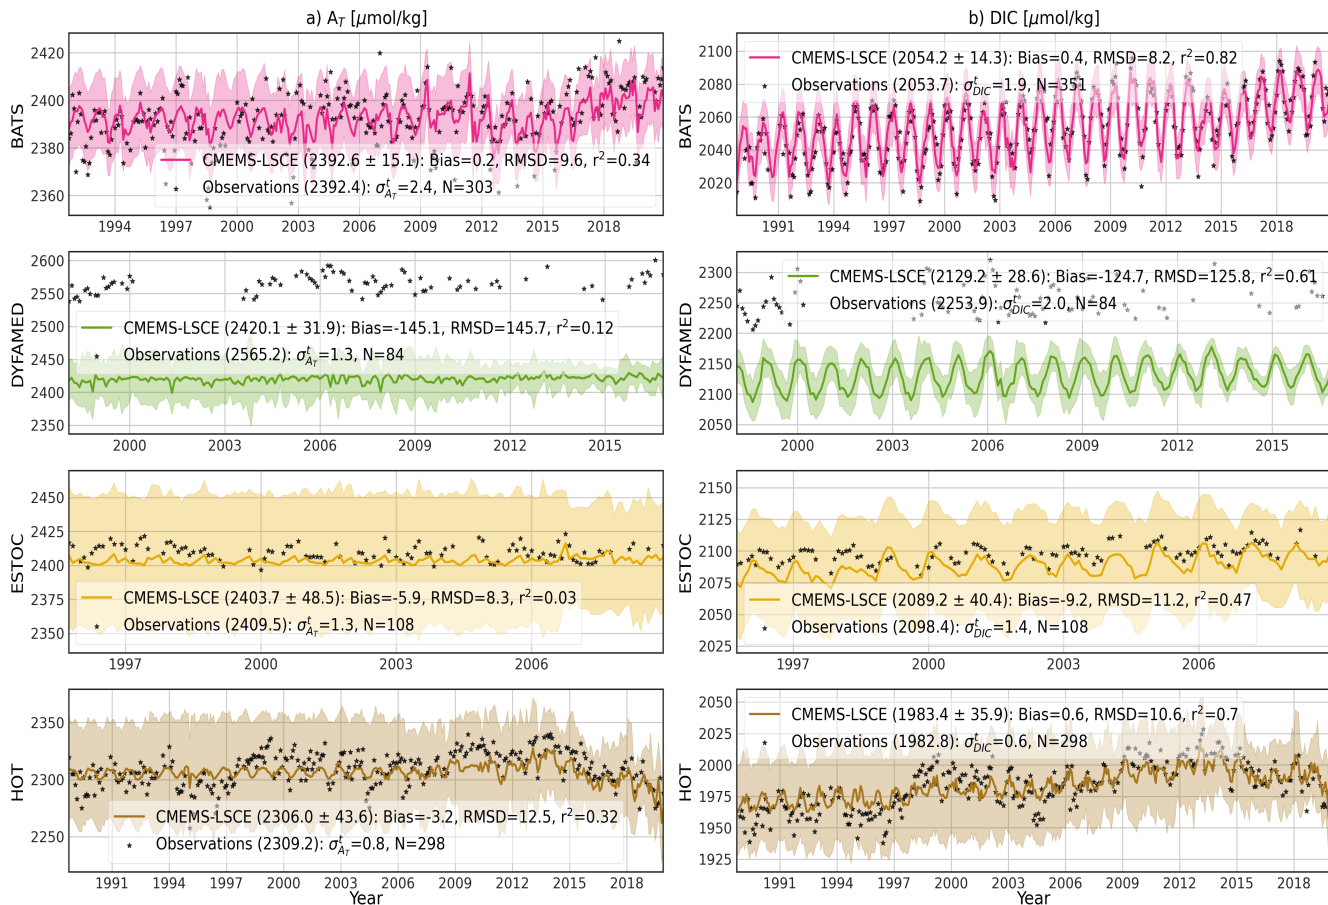 a) A_T [μmol/kg]
b) DIC [μmol/kg]
BATS
2420
2400
2380
2360
CMEMS-LSCE (2392.6 ± 15.1): Bias=0.2, RMSD=9.6, r²=0.34
Observations (2392.4): σ^t_{A_T}=2.4, N=303
1994 1997 2000 2003 2006 2009 2012 2015 2018
BATS
2100
2080
2060
2040
2020
CMEMS-LSCE (2054.2 ± 14.3): Bias=0.4, RMSD=8.2, r²=0.82
Observations (2053.7): σ^t_{DIC}=1.9, N=351
1991 1994 1997 2000 2003 2006 2009 2012 2015 2018
DYFAMED
2600
2550
2500
2450
2400
2350
CMEMS-LSCE (2420.1 ± 31.9): Bias=-145.1, RMSD=145.7, r²=0.12
Observations (2565.2): σ^t_{A_T}=1.3, N=84
2000 2003 2006 2009 2012 2015
DYFAMED
2300
2250
2200
2150
2100
2050
CMEMS-LSCE (2129.2 ± 28.6): Bias=-124.7, RMSD=125.8, r²=0.61
Observations (2253.9): σ^t_{DIC}=2.0, N=84
2000 2003 2006 2009 2012 2015
ESTOC
2450
2425
2400
2375
2350
CMEMS-LSCE (2403.7 ± 48.5): Bias=-5.9, RMSD=8.3, r²=0.03
Observations (2409.5): σ^t_{A_T}=1.3, N=108
1997 2000 2003 2006
ESTOC
2150
2125
2100
2075
2050
2025
CMEMS-LSCE (2089.2 ± 40.4): Bias=-9.2, RMSD=11.2, r²=0.47
Observations (2098.4): σ^t_{DIC}=1.4, N=108
1997 2000 2003 2006
HOT
2350
2300
2250
CMEMS-LSCE (2306.0 ± 43.6): Bias=-3.2, RMSD=12.5, r²=0.32
Observations (2309.2): σ^t_{A_T}=0.8, N=298
1991 1994 1997 2000 2003 2006 2009 2012 2015 2018
Year
HOT
2050
2025
2000
1975
1950
1925
CMEMS-LSCE (1983.4 ± 35.9): Bias=0.6, RMSD=10.6, r²=0.7
Observations (1982.8): σ^t_{DIC}=0.6, N=298
1991 1994 1997 2000 2003 2006 2009 2012 2015 2018
Year